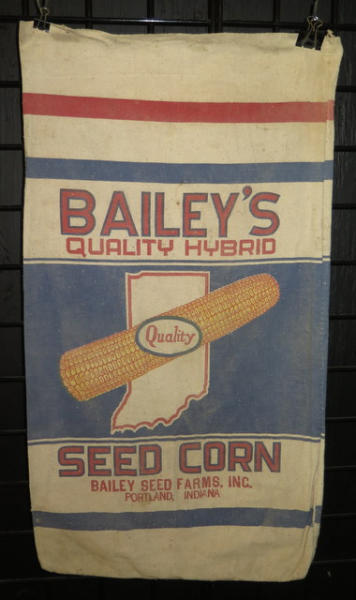 BAILEY'S
QUALITY HYBRID
Quality
SEED CORN
BAILEY SEED FARMS, INC.
PORTLAND, INDIANA